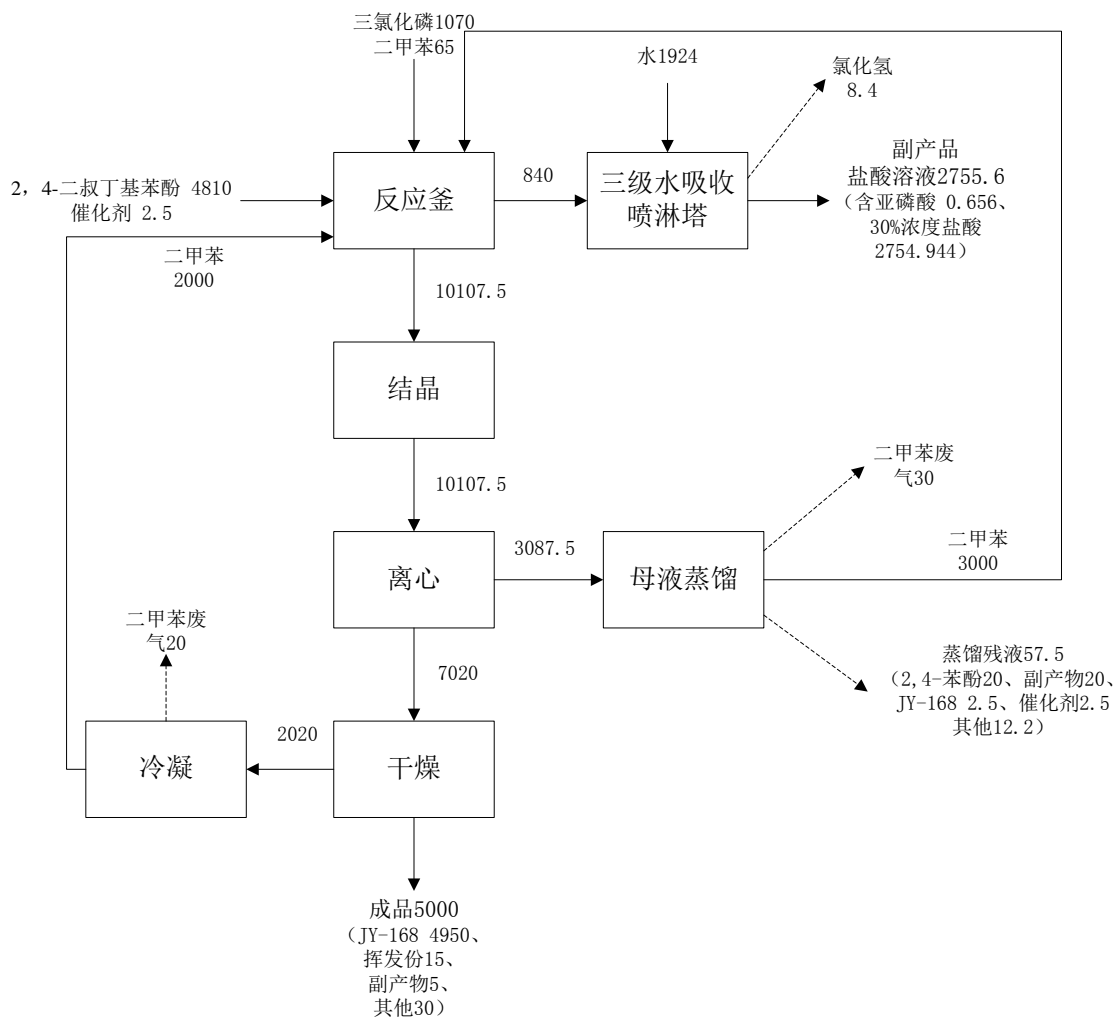 三氯化磷1070
二甲苯65
水1924
氯化氢
8.4
2，4-二叔丁基苯酚 4810
催化剂 2.5
反应釜
840
三级水吸收
喷淋塔
副产品
盐酸溶液2755.6
（含亚磷酸 0.656、
30%浓度盐酸
2754.944）
二甲苯
2000
10107.5
结晶
10107.5
二甲苯废
气30
离心
3087.5
母液蒸馏
二甲苯
3000
二甲苯废
气20
7020
蒸馏残液57.5
（2,4-苯酚20、副产物20、
JY-168 2.5、催化剂2.5
其他12.2）
冷凝
2020
干燥
成品5000
（JY-168 4950、
挥发份15、
副产物5、
其他30）